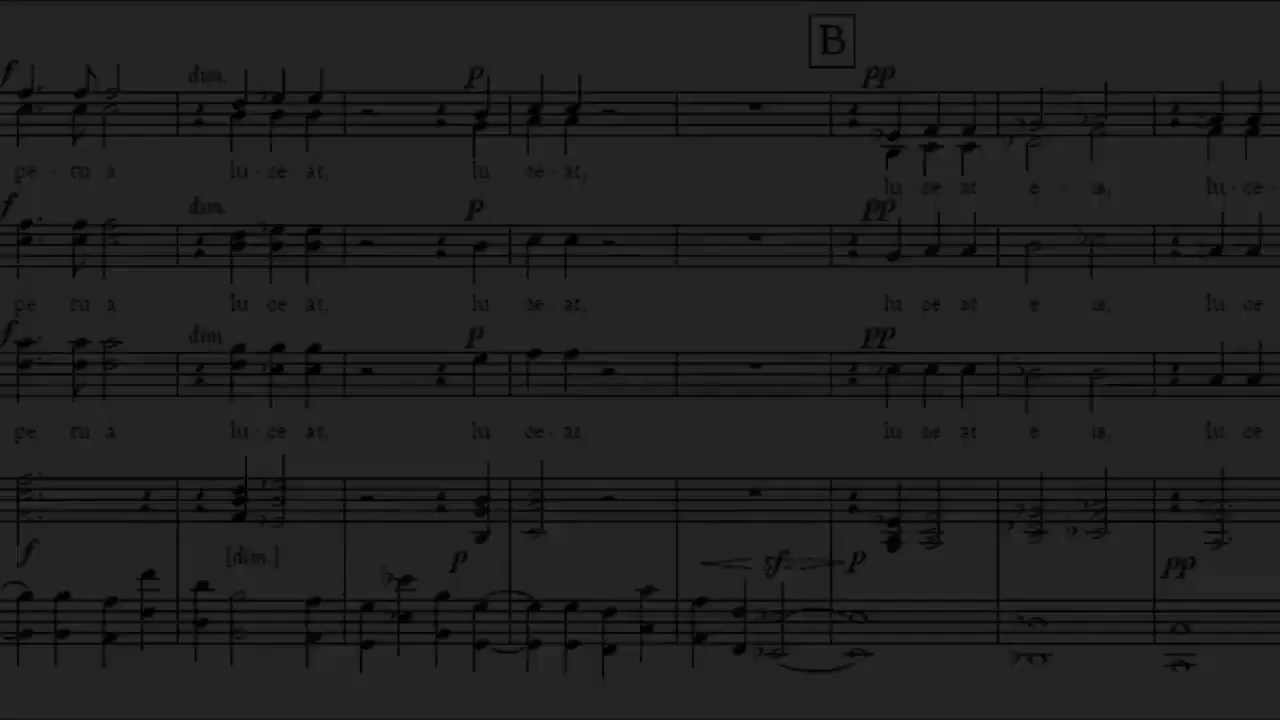 B
f dim. p pp
pe - tu a lu - ce at, lu - ce - at, lu - ce at e - is, lu - ce -
f dim. p pp
pe tu a lu ce at, lu - ce - at, lu ce at e - is, lu ce -
f dim. p pp
pe tu a lu - ce at, lu ce - at, lu ce at e - is, lu ce -
f [dim.] p sf p pp